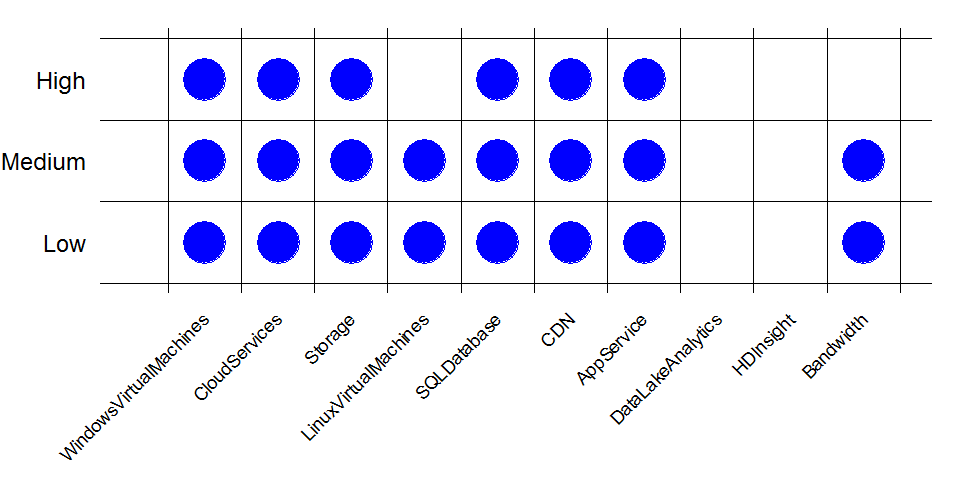 High
Medium
Low
WindowsVirtualMachines
CloudServices
Storage
LinuxVirtualMachines
SQLDatabase
CDN
AppService
DataLakeAnalytics
HDInsight
Bandwidth